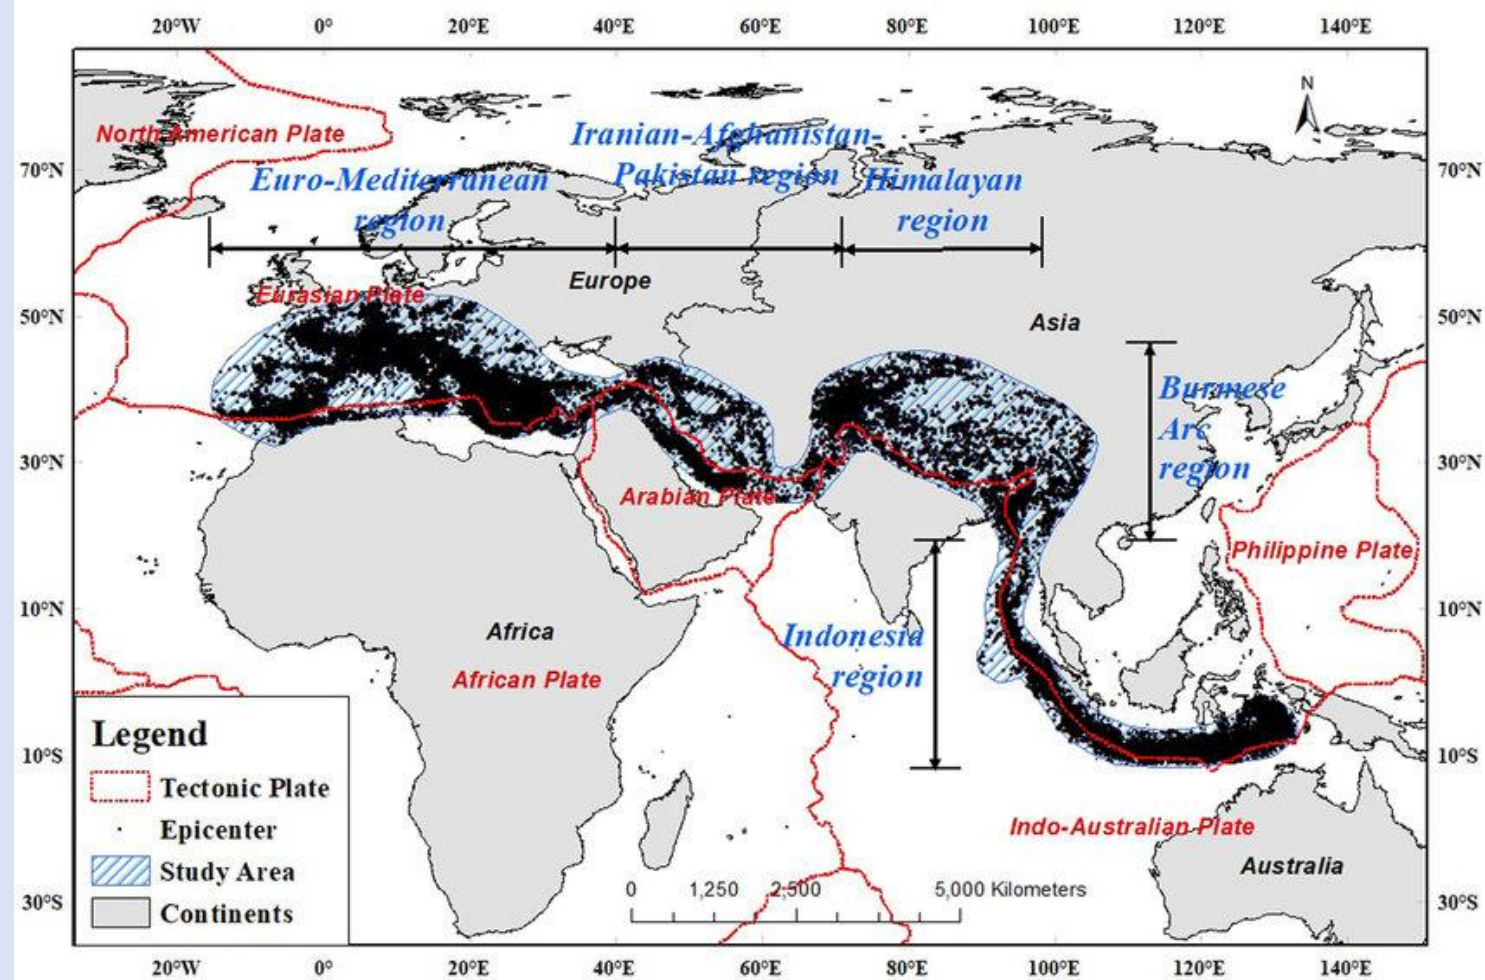 20°W 0° 20°E 40°E 60°E 80°E 100°E 120°E 140°E
N
North American Plate
Iranian-Afghanistan-
Pakistan region
70°N
70°N
Euro-Mediterranean
region
Himalayan
region
Europe
Eurasian Plate
50°N
Asia
50°N
Burmese
Arc
region
30°N
30°N
Arabian Plate
Philippine Plate
10°N
10°N
Africa
Indonesia
region
African Plate
Legend
Tectonic Plate
Epicenter
Study Area
Continents
10°S
10°S
Indo-Australian Plate
Australia
0 1,250 2,500 5,000 Kilometers
30°S
30°S
20°W 0° 20°E 40°E 60°E 80°E 100°E 120°E 140°E